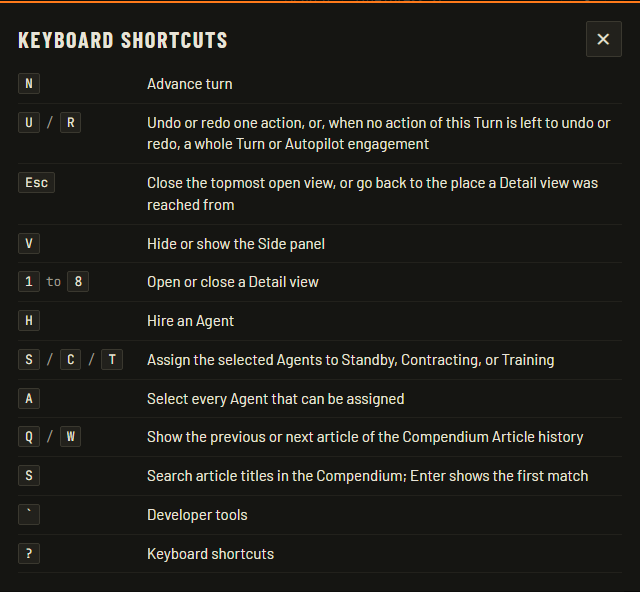 KEYBOARD SHORTCUTS ✕
N Advance turn
U / R Undo or redo one action, or, when no action of this Turn is left to undo or
redo, a whole Turn or Autopilot engagement
Esc Close the topmost open view, or go back to the place a Detail view was
reached from
V Hide or show the Side panel
1 to 8 Open or close a Detail view
H Hire an Agent
S / C / T Assign the selected Agents to Standby, Contracting, or Training
A Select every Agent that can be assigned
Q / W Show the previous or next article of the Compendium Article history
S Search article titles in the Compendium; Enter shows the first match
` Developer tools
? Keyboard shortcuts